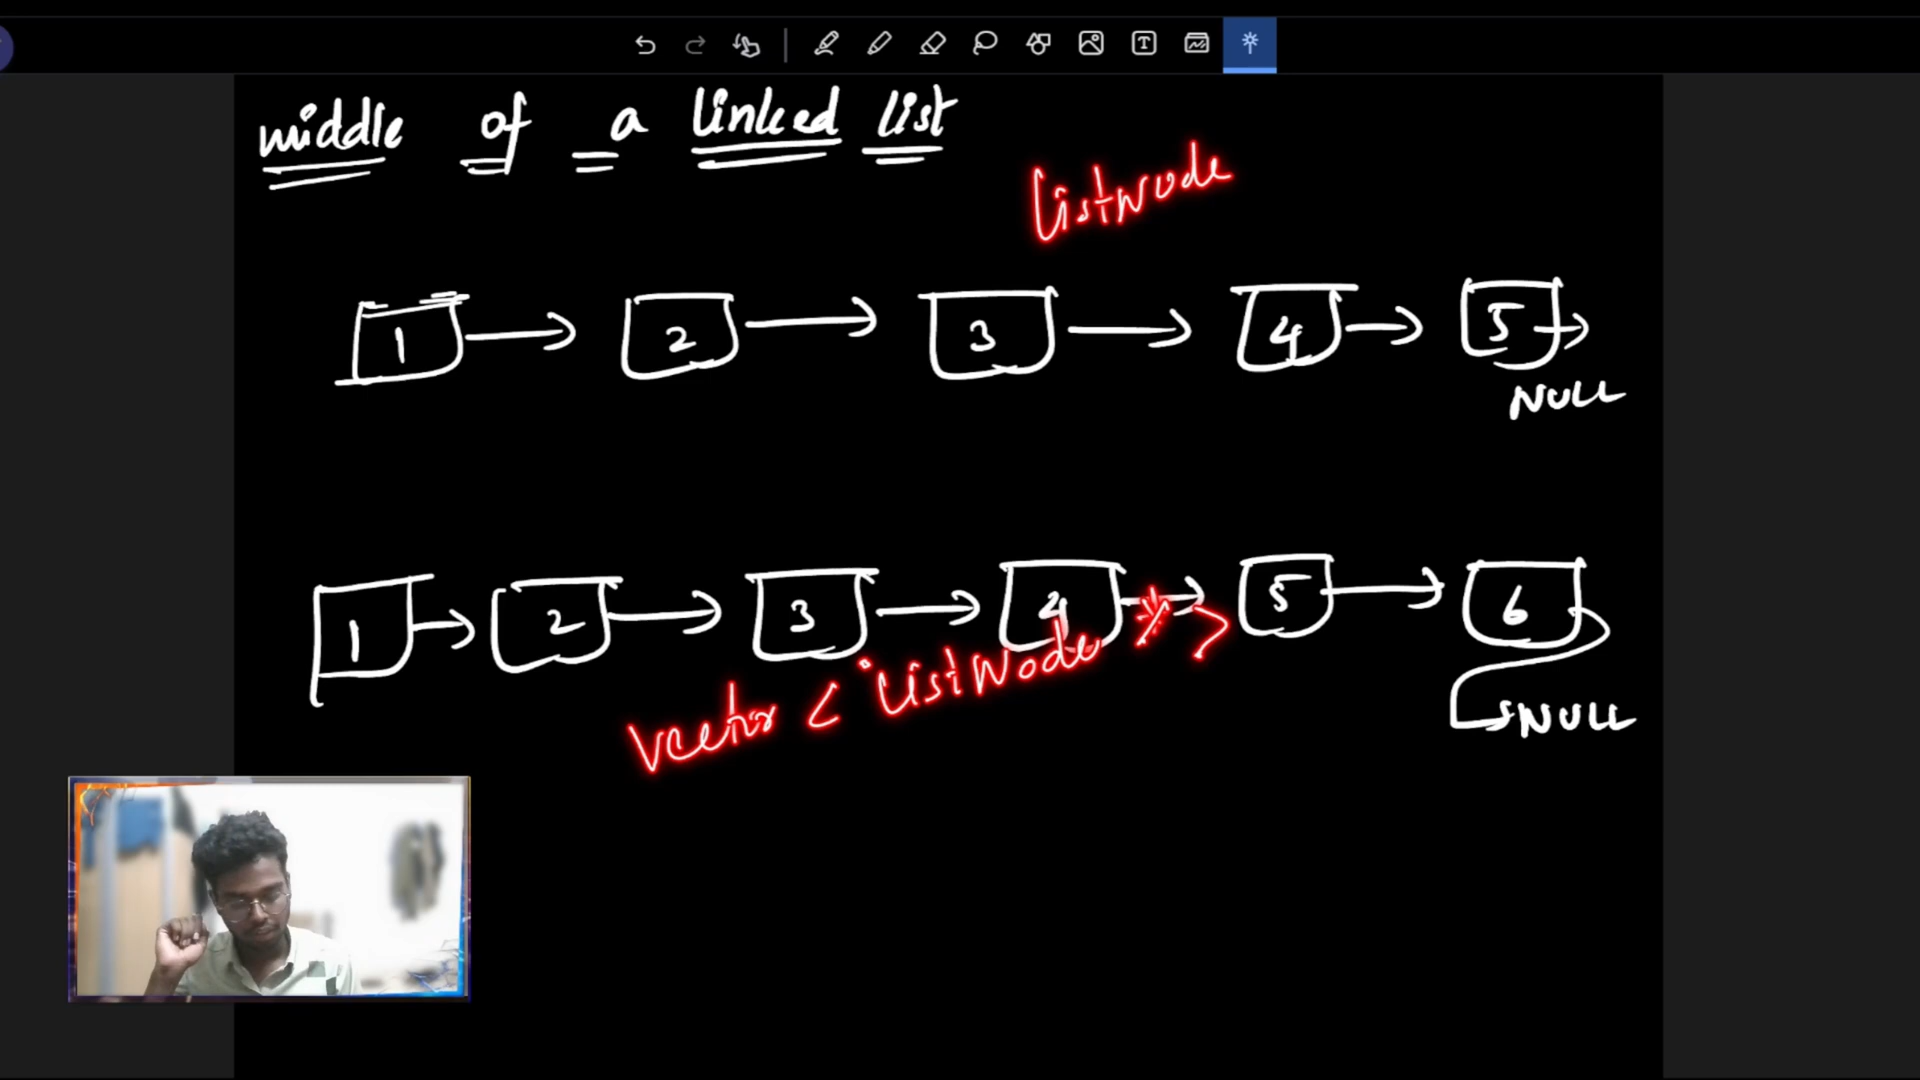 middle of a linked list
listNode
1 → 2 → 3 → 4 → 5 →
NULL
1 → 2 → 3 → 4 → 5 → 6
vector < listNode * >
NULL